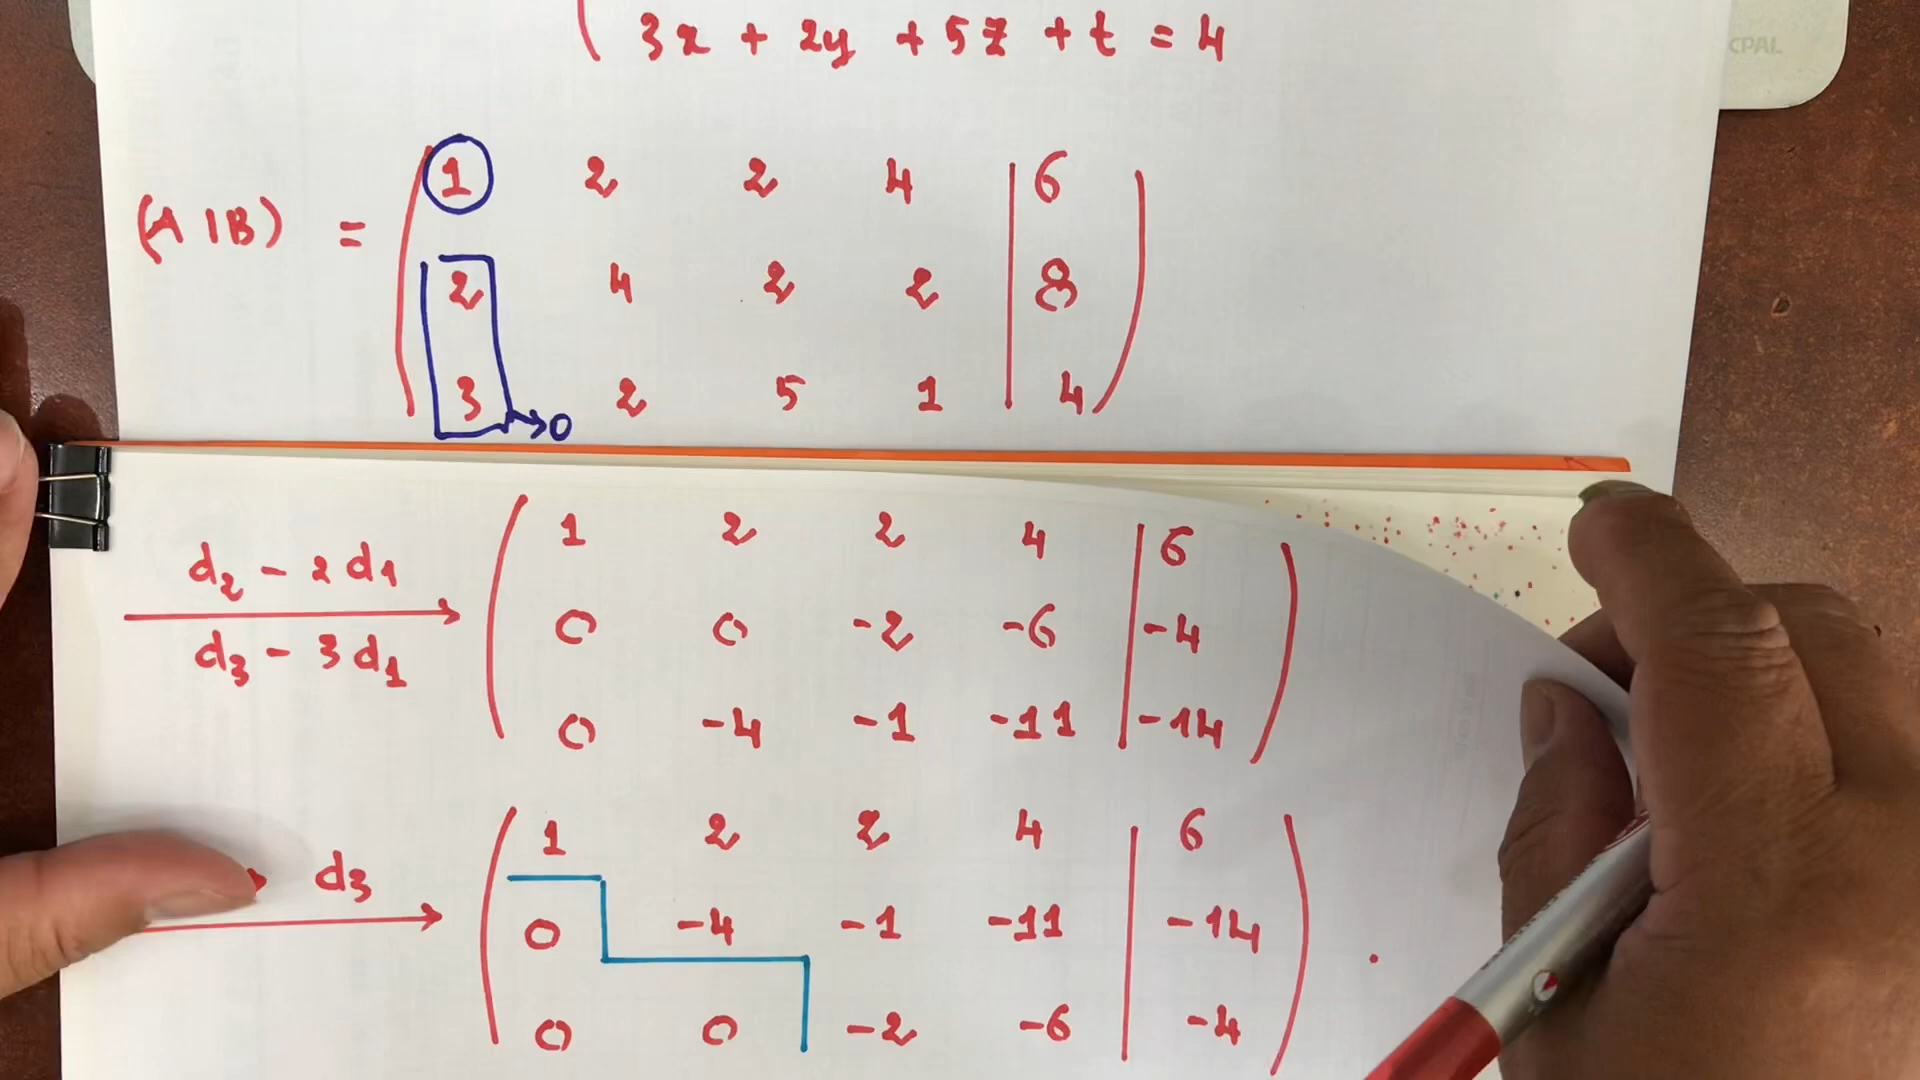 CPAL
3x + 2y + 5z + t = 4
1 2 2 4 | 6
(A | B) =
2 4 2 2 | 8
3 2 5 1 | 4
→ 0
1 2 2 4 | 6
d₂ - 2d₁
0 0 -2 -6 | -4
d₃ - 3d₁
0 -4 -1 -11 | -14
1 2 2 4 | 6
d₃
0 -4 -1 -11 | -14
0 0 -2 -6 | -4